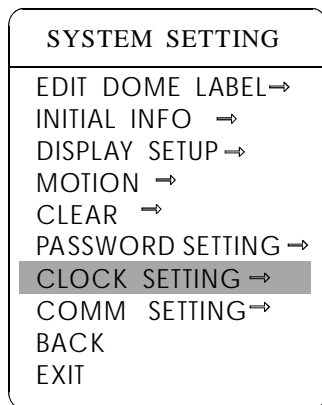 SYSTEM SETTING
EDIT DOME LABEL→
INITIAL INFO →
DISPLAY SETUP→
MOTION →
CLEAR →
PASSWORD SETTING→
CLOCK SETTING→
COMM SETTING→
BACK
EXIT